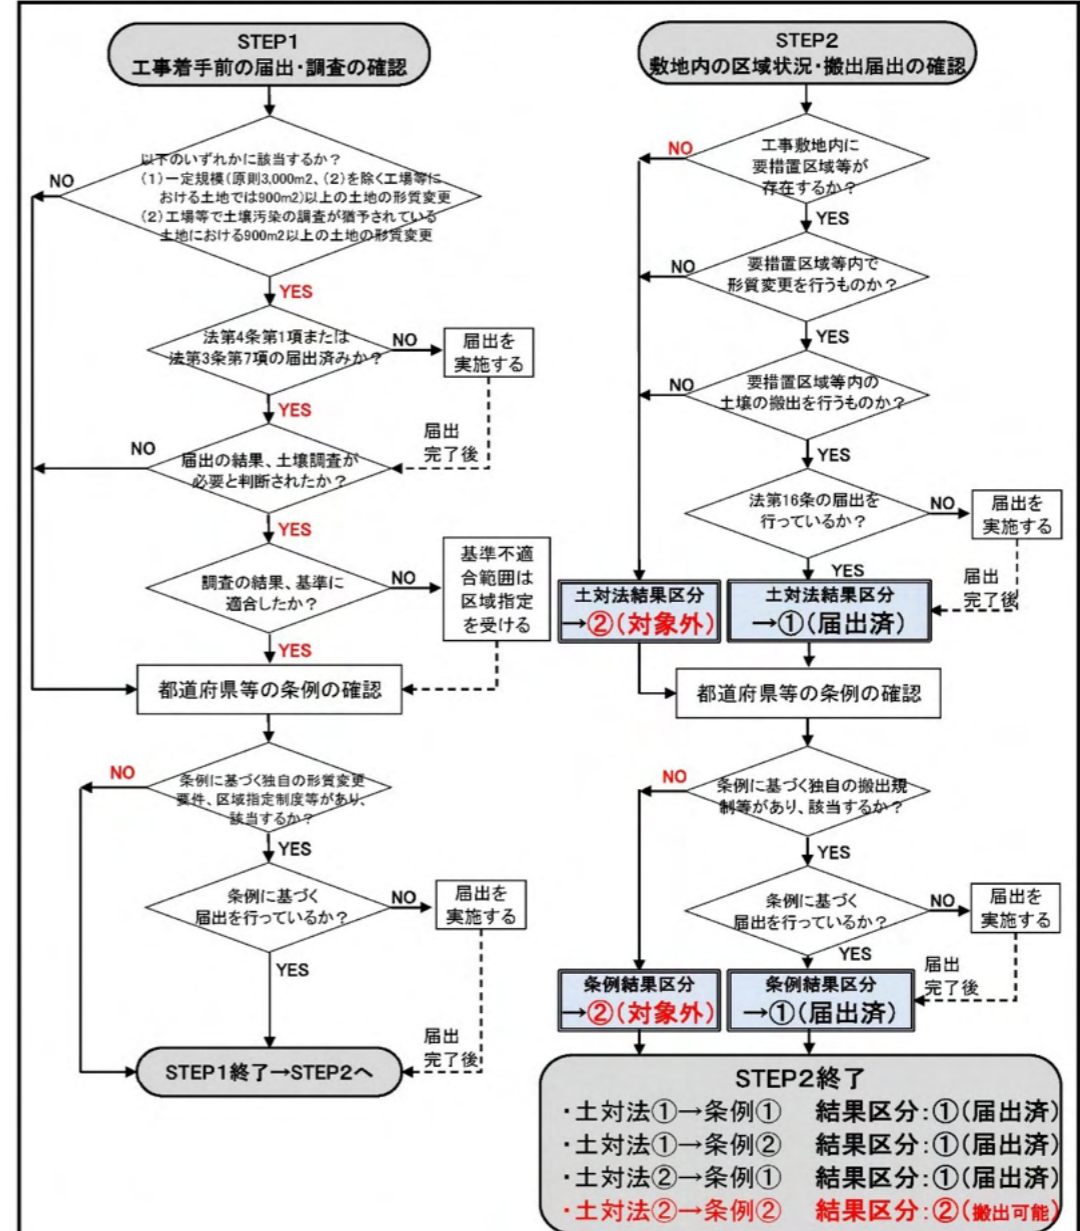 STEP1
工事着手前の届出・調査の確認
以下のいずれかに該当するか?
(1)一定規模(原則3,000m2、(2)を除く工場等に
おける土地では900m2)以上の土地の形質変更
(2)工場等で土壌汚染の調査が猶予されている
土地における900m2以上の土地の形質変更
NO
YES
法第4条第1項または
法第3条第7項の届出済みか?
NO
届出を
実施する
YES
届出
完了後
届出の結果、土壌調査が
必要と判断されたか?
NO
YES
調査の結果、基準に
適合したか?
NO
基準不適
合範囲は
区域指定
を受ける
YES
都道府県等の条例の確認
条例に基づく独自の形質変更
要件、区域指定制度等があり、
該当するか?
NO
YES
条例に基づく
届出を行っているか?
NO
届出を
実施する
YES
届出
完了後
STEP1終了→STEP2へ
STEP2
敷地内の区域状況・搬出届出の確認
工事敷地内に
要措置区域等が
存在するか?
NO
YES
要措置区域等内で
形質変更を行うものか?
NO
YES
要措置区域等内の
土壌の搬出を行うものか?
NO
YES
法第16条の届出を
行っているか?
NO
届出を
実施する
YES
届出
完了後
土対法結果区分
→②(対象外)
土対法結果区分
→①(届出済)
都道府県等の条例の確認
条例に基づく独自の搬出規
制等があり、該当するか?
NO
YES
条例に基づく
届出を行っているか?
NO
届出を
実施する
YES
届出
完了後
条例結果区分
→②(対象外)
条例結果区分
→①(届出済)
STEP2終了
・土対法①→条例① 結果区分:①(届出済)
・土対法①→条例② 結果区分:①(届出済)
・土対法②→条例① 結果区分:①(届出済)
・土対法②→条例② 結果区分:②(搬出可能)